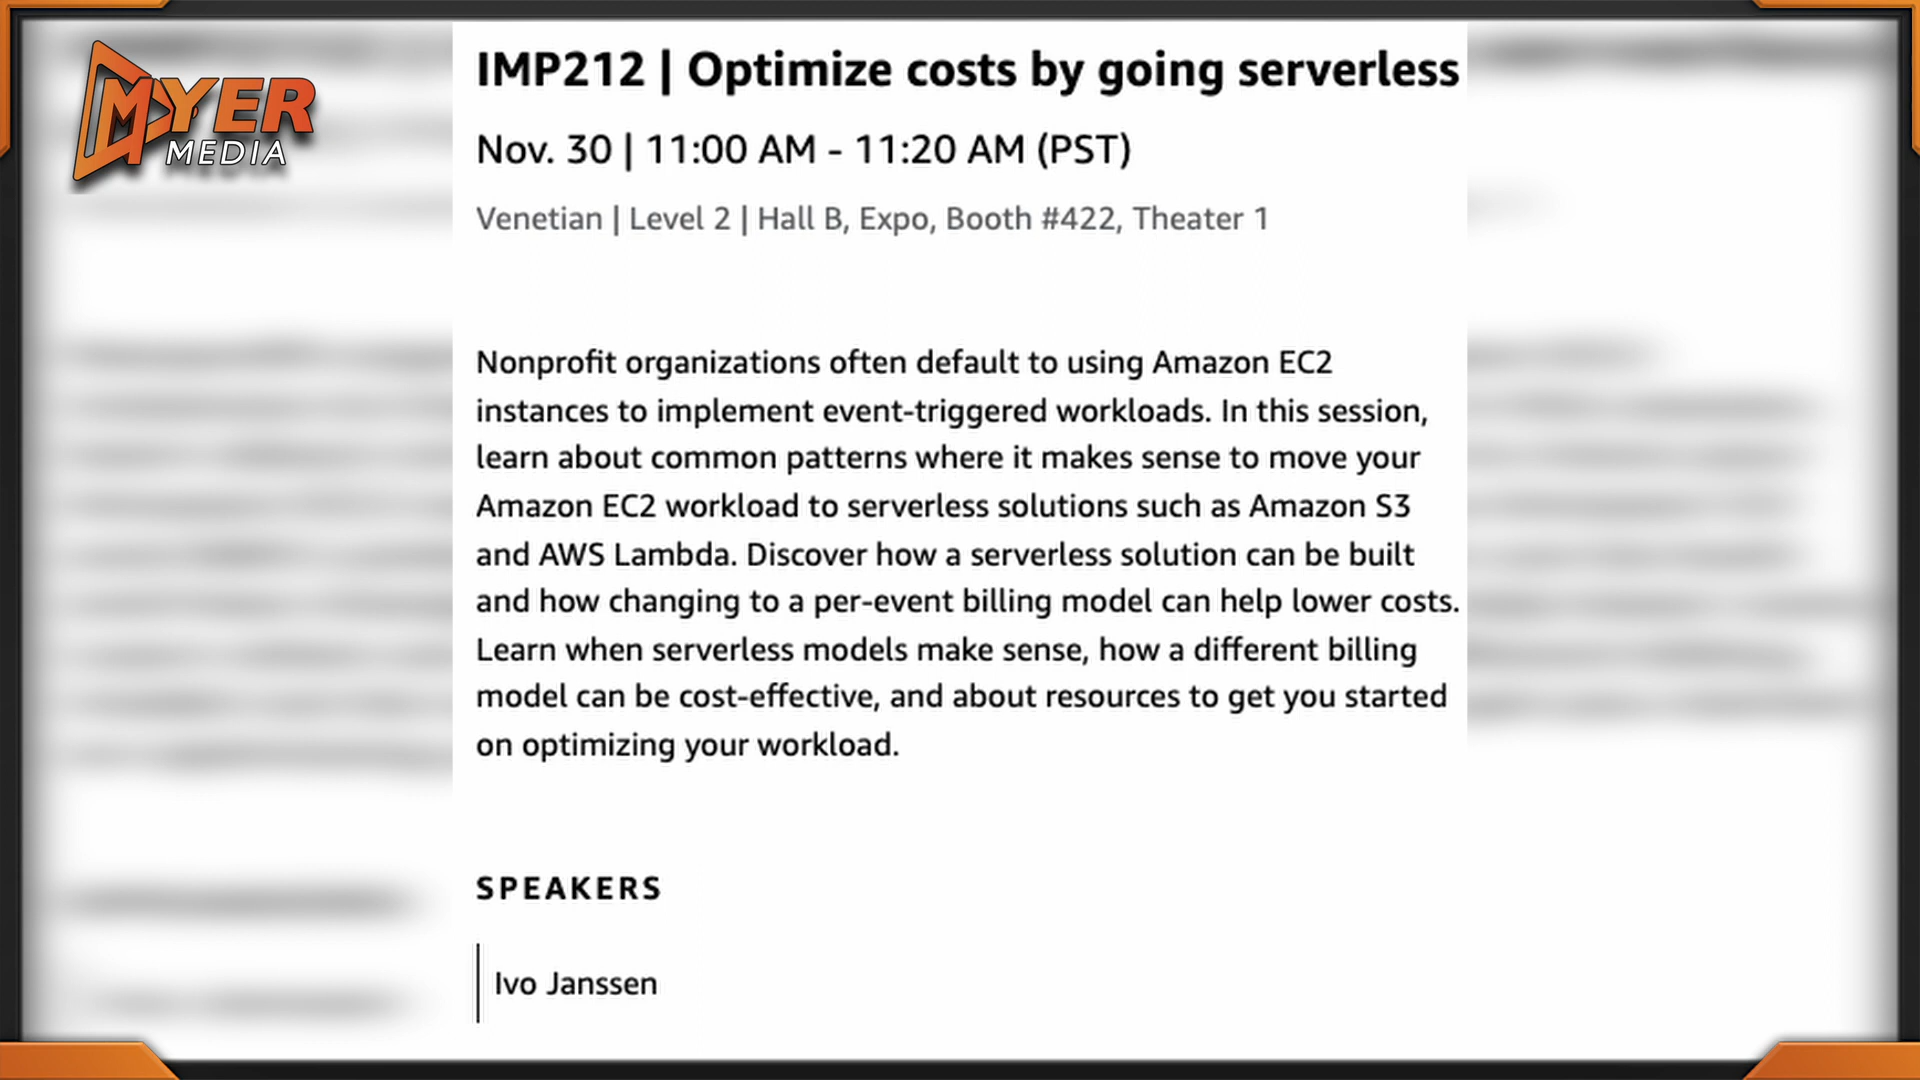 MYER
MEDIA
IMP212 | Optimize costs by going serverless
Nov. 30 | 11:00 AM - 11:20 AM (PST)
Venetian | Level 2 | Hall B, Expo, Booth #422, Theater 1
Nonprofit organizations often default to using Amazon EC2
instances to implement event-triggered workloads. In this session,
learn about common patterns where it makes sense to move your
Amazon EC2 workload to serverless solutions such as Amazon S3
and AWS Lambda. Discover how a serverless solution can be built
and how changing to a per-event billing model can help lower costs.
Learn when serverless models make sense, how a different billing
model can be cost-effective, and about resources to get you started
on optimizing your workload.
SPEAKERS
Ivo Janssen